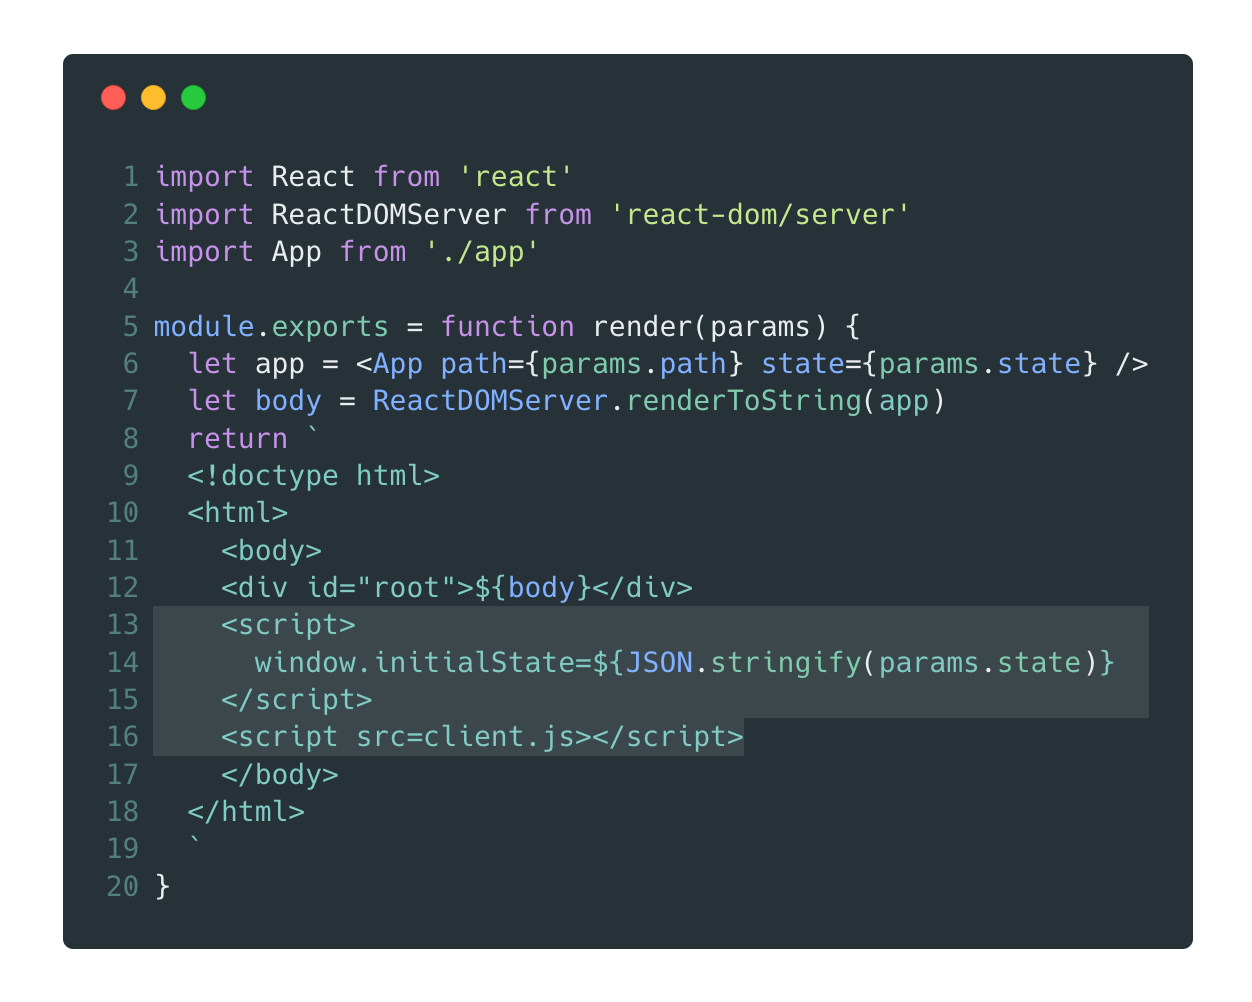 1 import React from 'react'
2 import ReactDOMServer from 'react-dom/server'
3 import App from './app'
4
5 module.exports = function render(params) {
6   let app = <App path={params.path} state={params.state} />
7   let body = ReactDOMServer.renderToString(app)
8   return `
9   <!doctype html>
10   <html>
11     <body>
12     <div id="root">${body}</div>
13     <script>
14       window.initialState=${JSON.stringify(params.state)}
15     </script>
16     <script src=client.js></script>
17     </body>
18   </html>
19   `
20 }